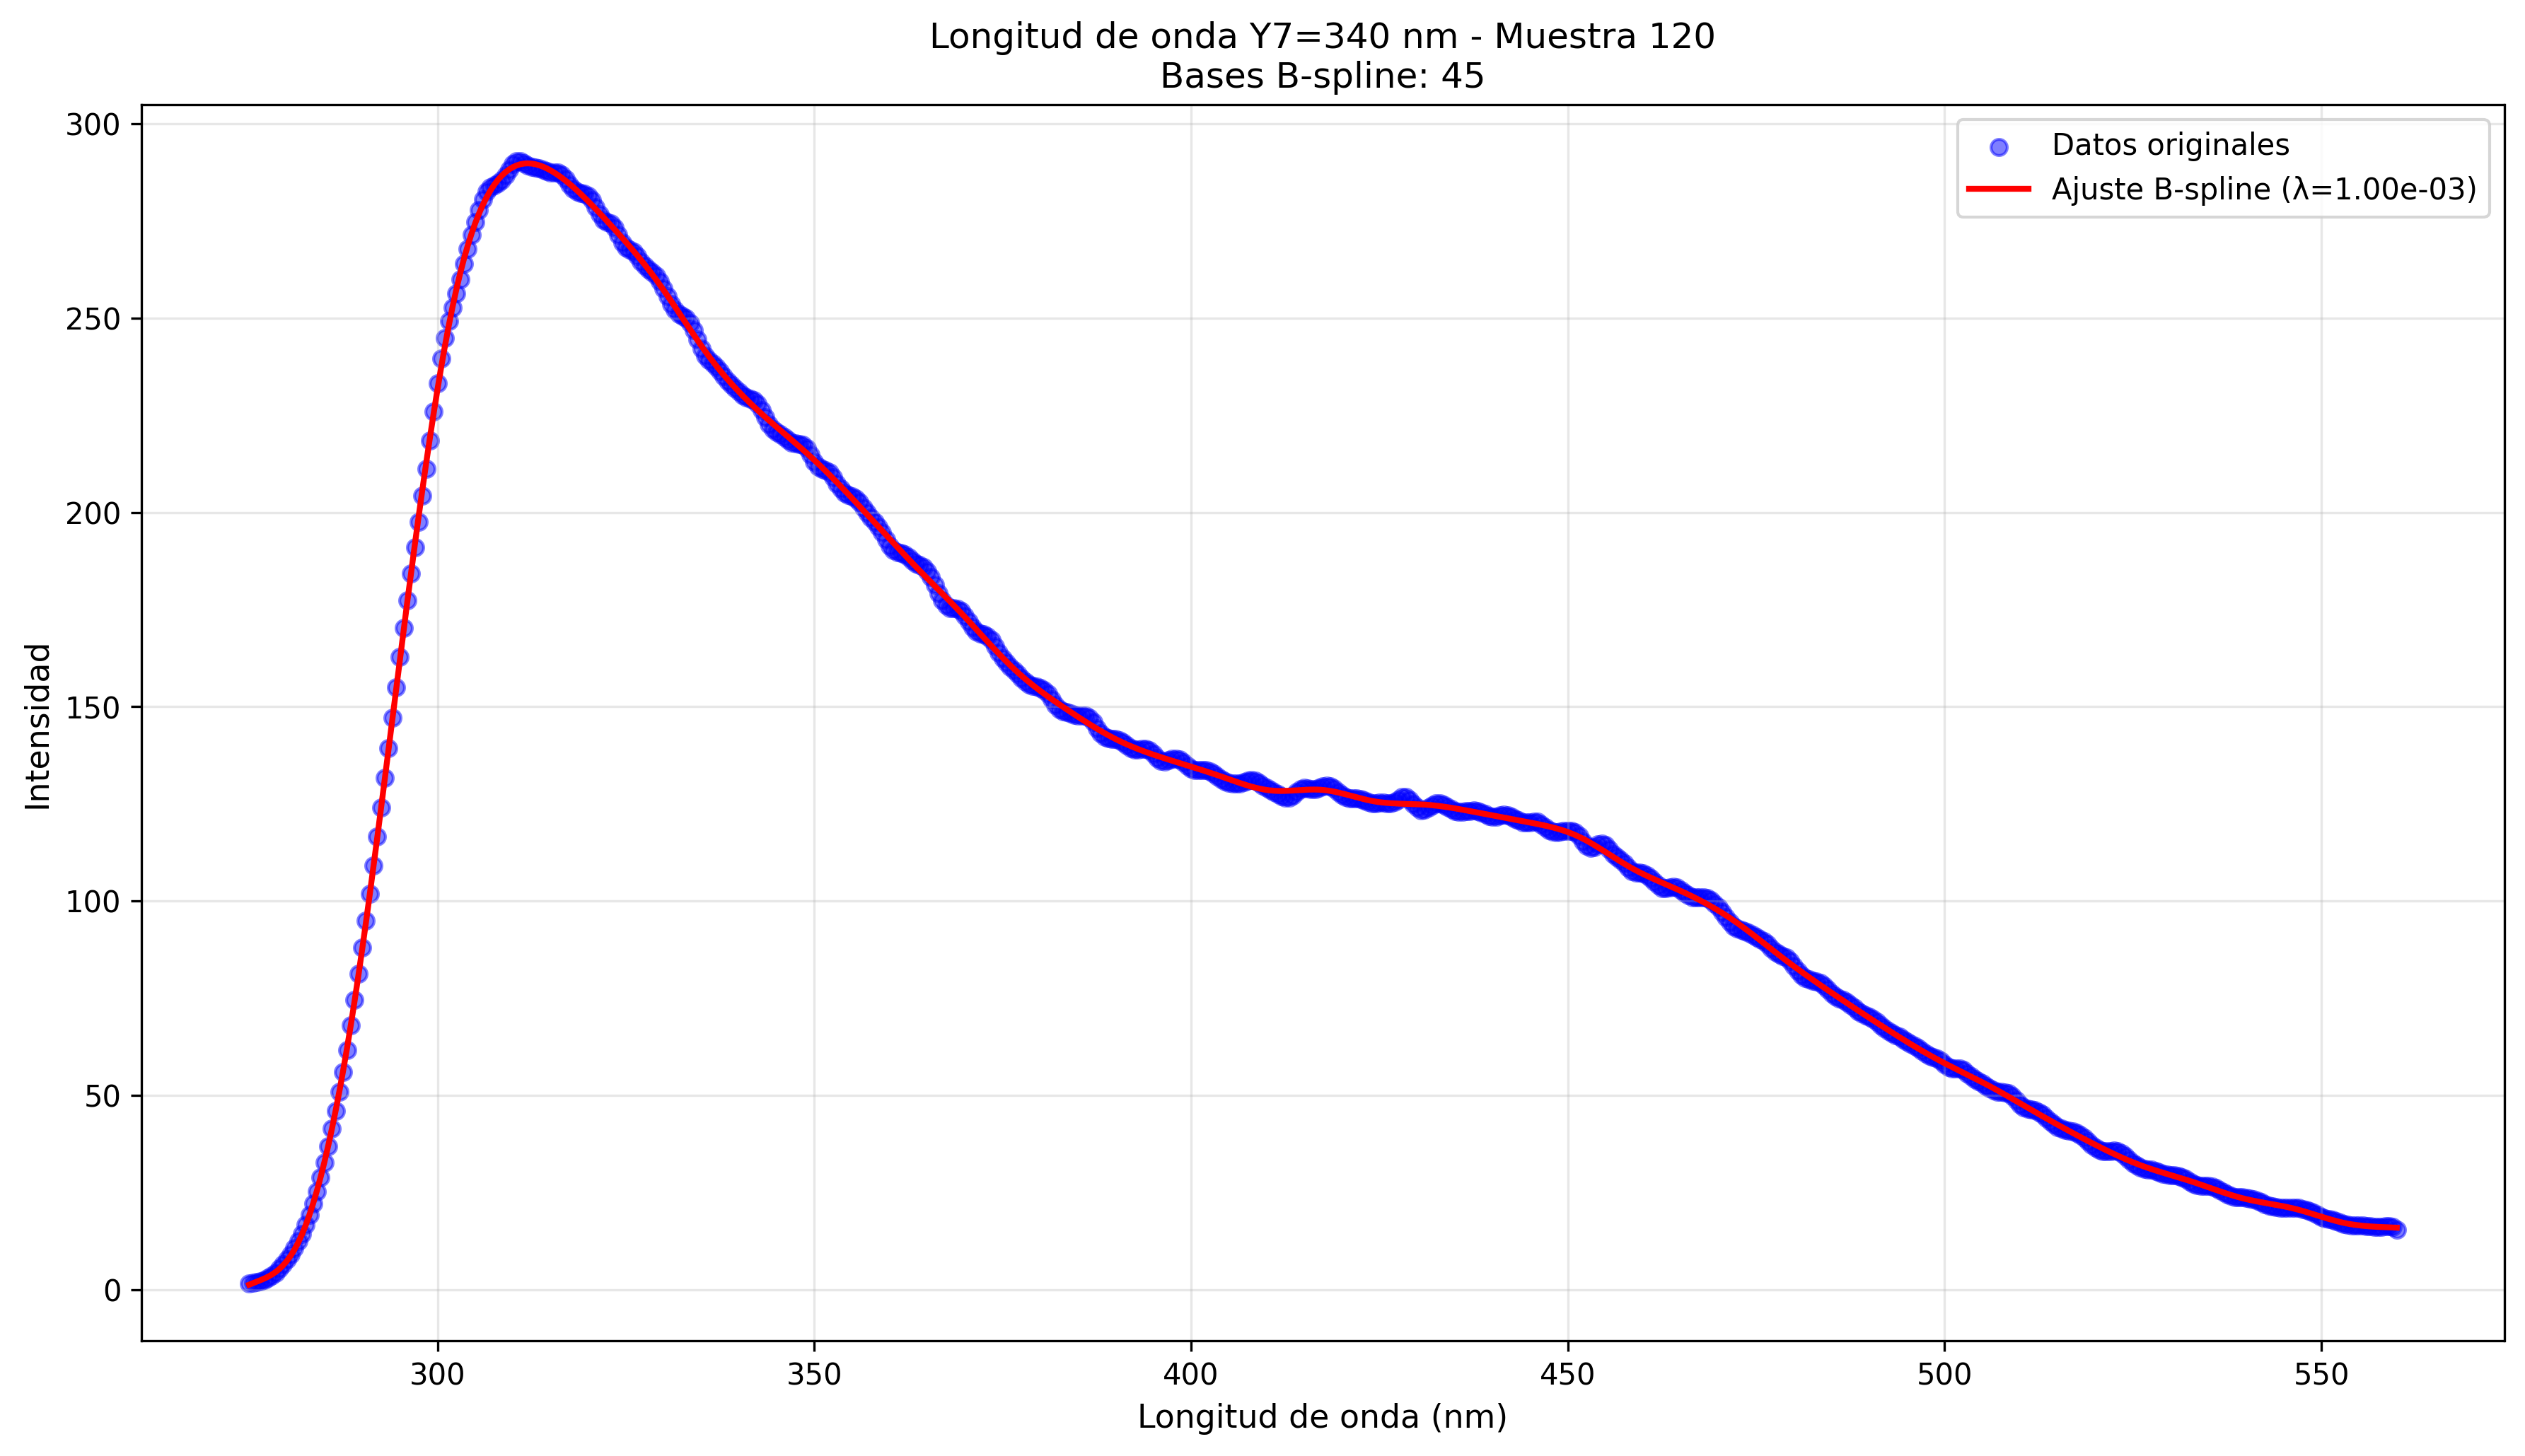 Longitud de onda Y7=340 nm - Muestra 120
Bases B-spline: 45
Datos originales
Ajuste B-spline (λ=1.00e-03)
Intensidad
300
250
200
150
100
50
0
300 350 400 450 500 550
Longitud de onda (nm)